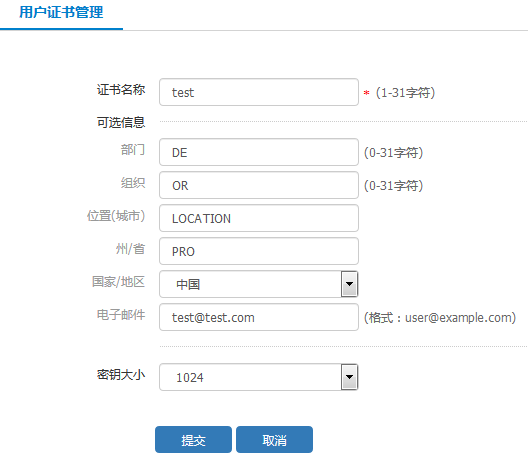 用户证书管理
证书名称 test * (1-31字符)
可选信息
部门 DE (0-31字符)
组织 OR (0-31字符)
位置(城市) LOCATION
州/省 PRO
国家/地区 中国
电子邮件 test@test.com (格式：user@example.com)
密钥大小 1024
提交 取消